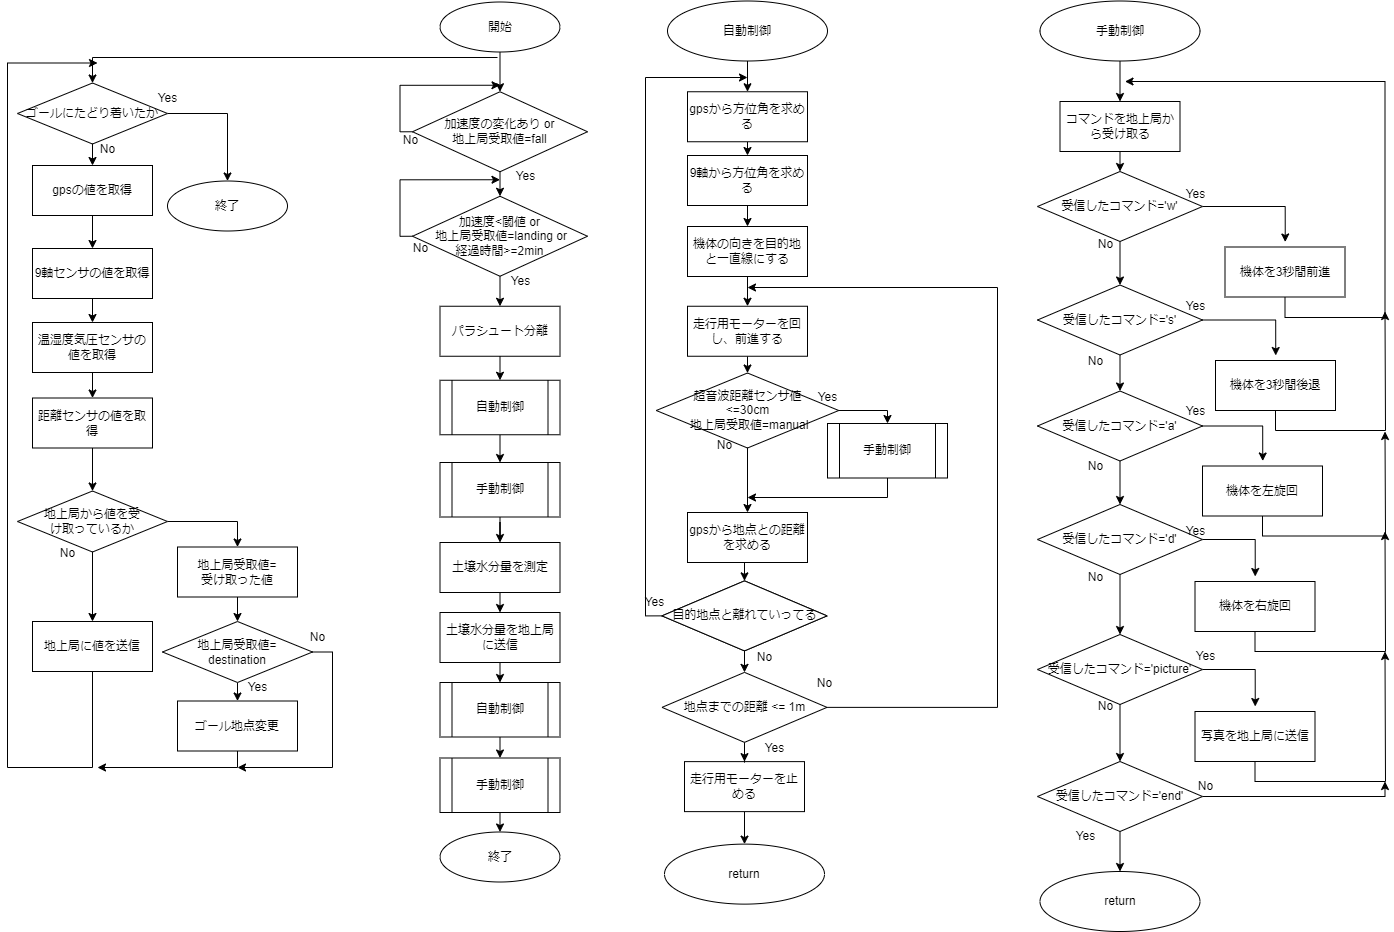 開始
ゴールにたどり着いたか
Yes
No
終了
gpsの値を取得
9軸センサの値を取得
温湿度気圧センサの
値を取得
距離センサの値を取
得
地上局から値を受
け取っているか
No
地上局受取値=
受け取った値
地上局に値を送信
地上局受取値=
destination
No
Yes
ゴール地点変更
加速度の変化あり or
地上局受取値=fall
No
Yes
加速度<閾値 or
地上局受取値=landing or
経過時間>=2min
No
Yes
パラシュート分離
自動制御
手動制御
土壌水分量を測定
土壌水分量を地上局
に送信
自動制御
手動制御
終了
自動制御
gpsから方位角を求め
る
9軸から方位角を求め
る
機体の向きを目的地
と一直線にする
走行用モーターを回
し、前進する
超音波距離センサ値
<=30cm
地上局受取値=manual
Yes
No
手動制御
gpsから地点との距離
を求める
Yes
目的地点と離れていってる
No
地点までの距離 <= 1m
No
Yes
走行用モーターを止
める
return
手動制御
コマンドを地上局か
ら受け取る
受信したコマンド='w'
Yes
No
機体を3秒間前進
受信したコマンド='s'
Yes
No
機体を3秒間後退
受信したコマンド='a'
Yes
No
機体を左旋回
受信したコマンド='d'
Yes
No
機体を右旋回
受信したコマンド='picture'
Yes
No
写真を地上局に送信
受信したコマンド='end'
No
Yes
return